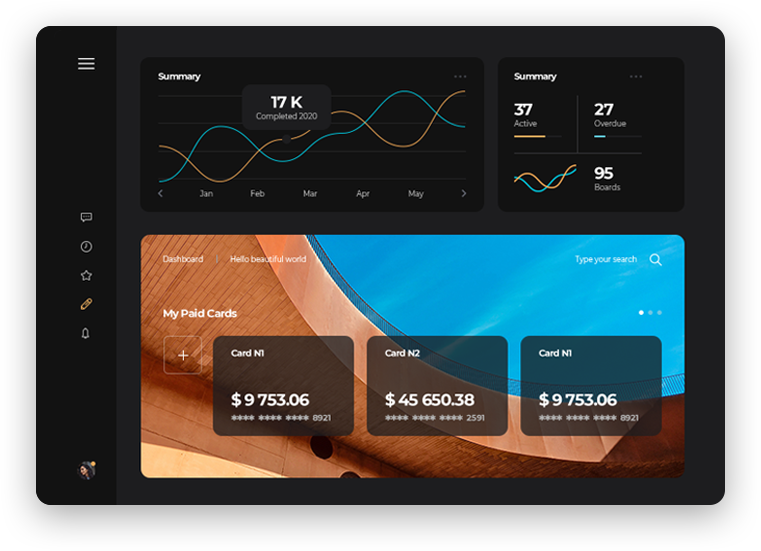 Summary
17 K
Completed 2020
Jan Feb Mar Apr May
Summary
37 27
Active Overdue
95
Boards
Dashboard | Hello beautiful world Type your search
My Paid Cards
Card N1 Card N2 Card N1
$ 9 753.06 $ 45 650.38 $ 9 753.06
**** **** **** 8921 **** **** **** 2591 **** **** **** 8921